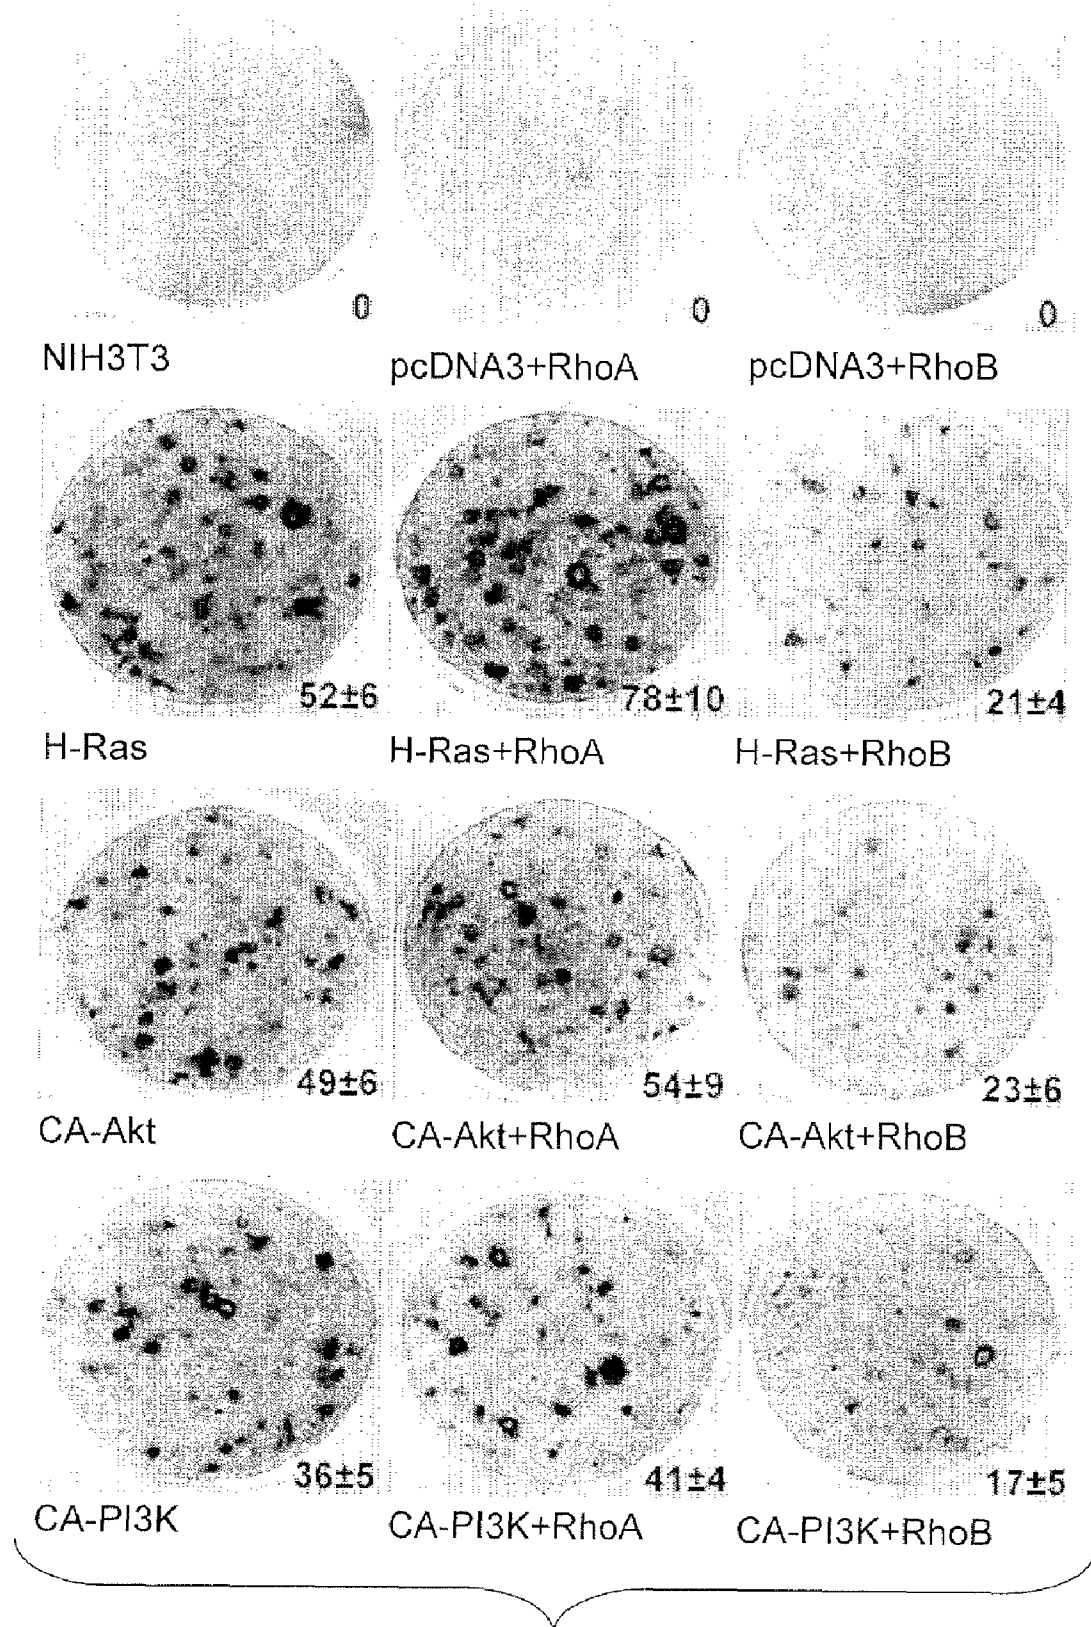 0 0 0
NIH3T3 pcDNA3+RhoA pcDNA3+RhoB
52±6 78±10 21±4
H-Ras H-Ras+RhoA H-Ras+RhoB
49±6 54±9 23±6
CA-Akt CA-Akt+RhoA CA-Akt+RhoB
36±5 41±4 17±5
CA-PI3K CA-PI3K+RhoA CA-PI3K+RhoB